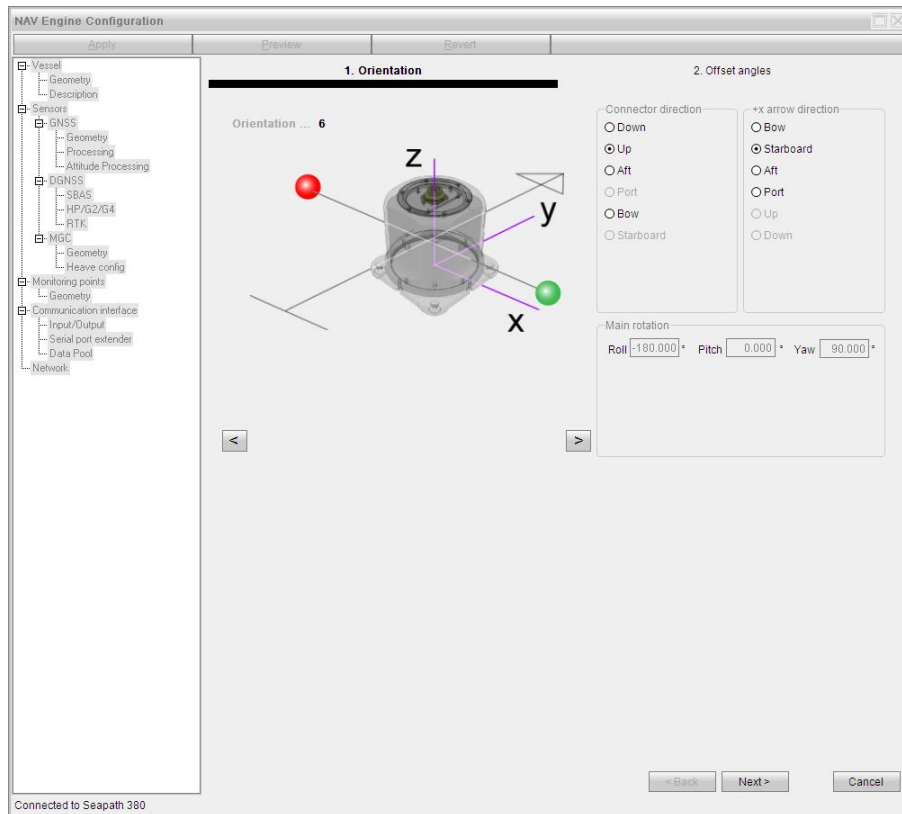 NAV Engine Configuration
Apply Preview Revert
Vessel
Geometry
Description
Sensors
GNSS
Geometry
Processing
Attitude Processing
DGNSS
SBAS
HP/G2/G4
RTK
MGC
Geometry
Heave config
Monitoring points
Geometry
Communication interface
Input/Output
Serial port extender
Data Pool
Network
1. Orientation
2. Offset angles
Orientation ... 6
z
y
x
<
>
Connector direction
Down
Up
Aft
Port
Bow
Starboard
+x arrow direction
Bow
Starboard
Aft
Port
Up
Down
Main rotation
Roll -180.000 ° Pitch 0.000 ° Yaw 90.000 °
< Back Next > Cancel
Connected to Seapath 380